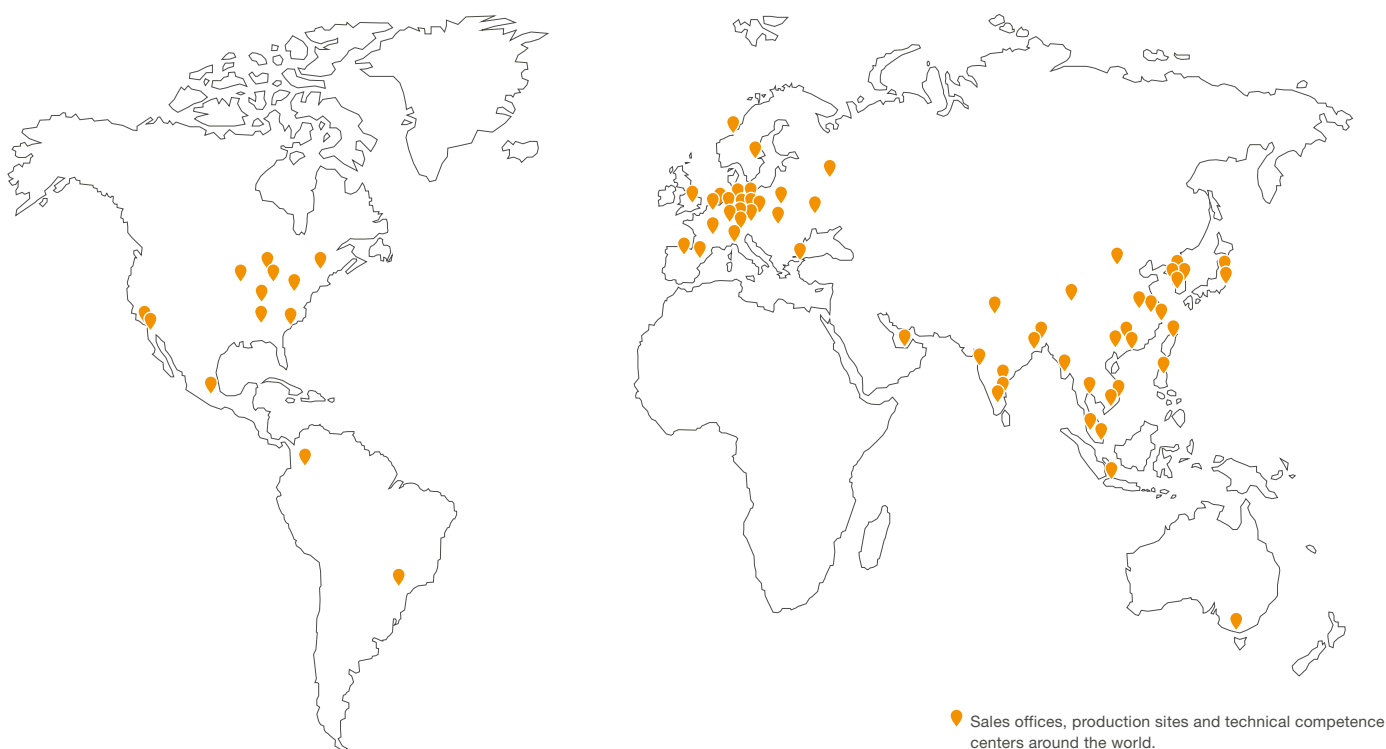 Sales offices, production sites and technical competence
centers around the world.